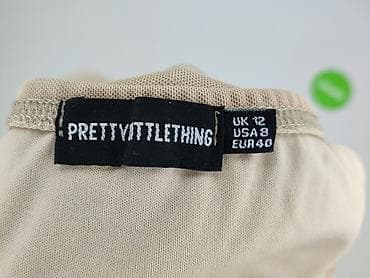 PRETTYLITTLETHING
UK 12
USA 8
EUR 40